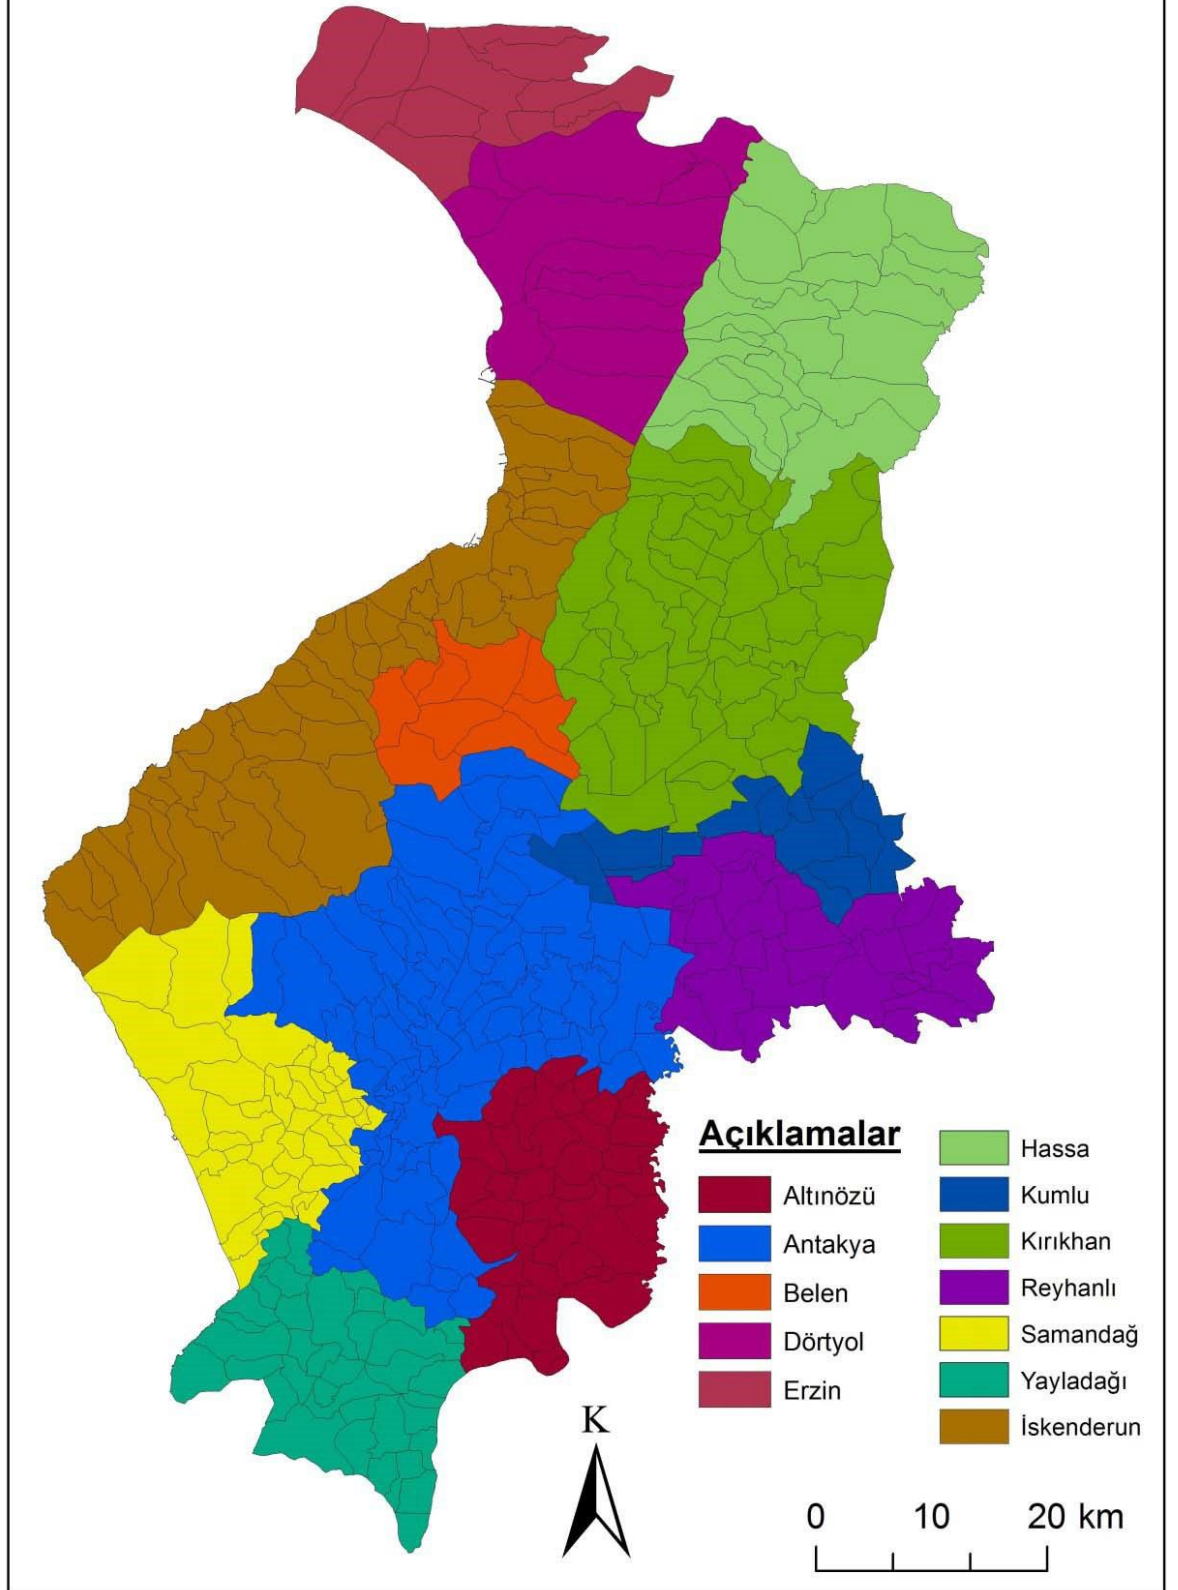 Açıklamalar
Altınözü
Antakya
Belen
Dörtyol
Erzin
Hassa
Kumlu
Kırıkhan
Reyhanlı
Samandağ
Yayladağı
İskenderun
K
0 10 20 km